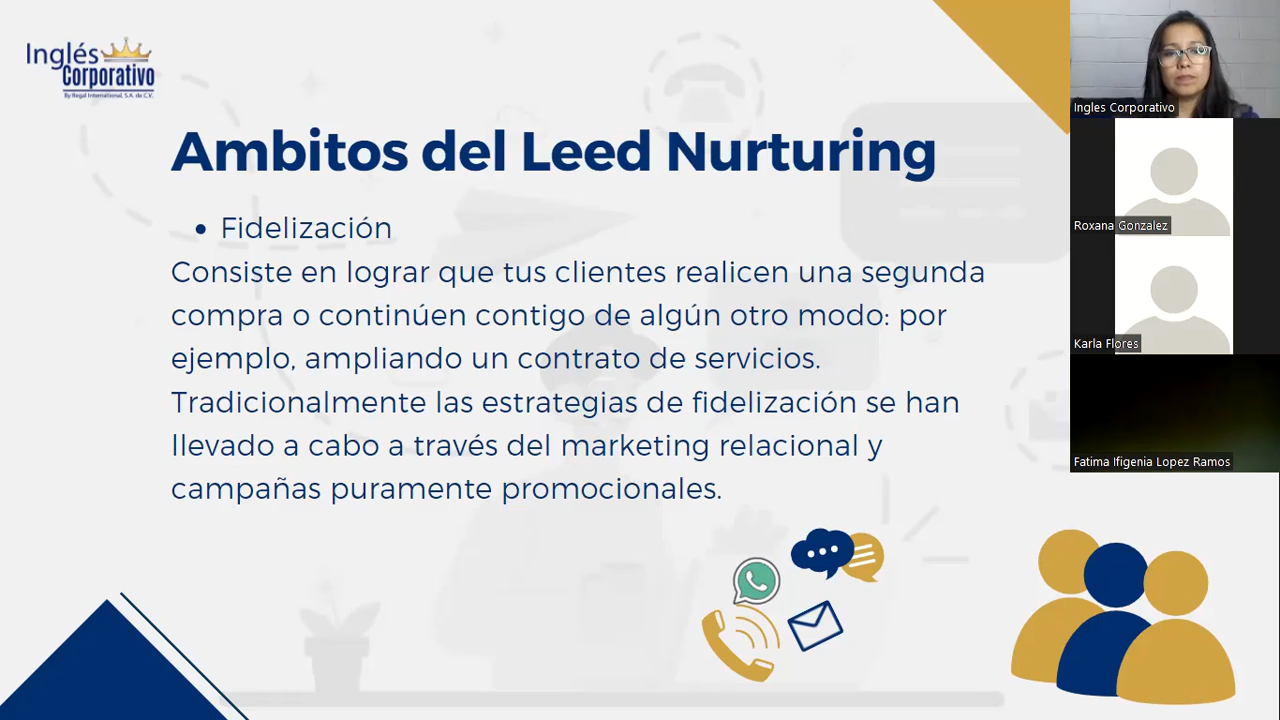 Inglés
Corporativo
By Regal International, S.A. de C.V.
Ambitos del Leed Nurturing
• Fidelización
Consiste en lograr que tus clientes realicen una segunda
compra o continúen contigo de algún otro modo: por
ejemplo, ampliando un contrato de servicios.
Tradicionalmente las estrategias de fidelización se han
llevado a cabo a través del marketing relacional y
campañas puramente promocionales.
Ingles Corporativo
Roxana Gonzalez
Karla Flores
Fatima Ifigenia Lopez Ramos